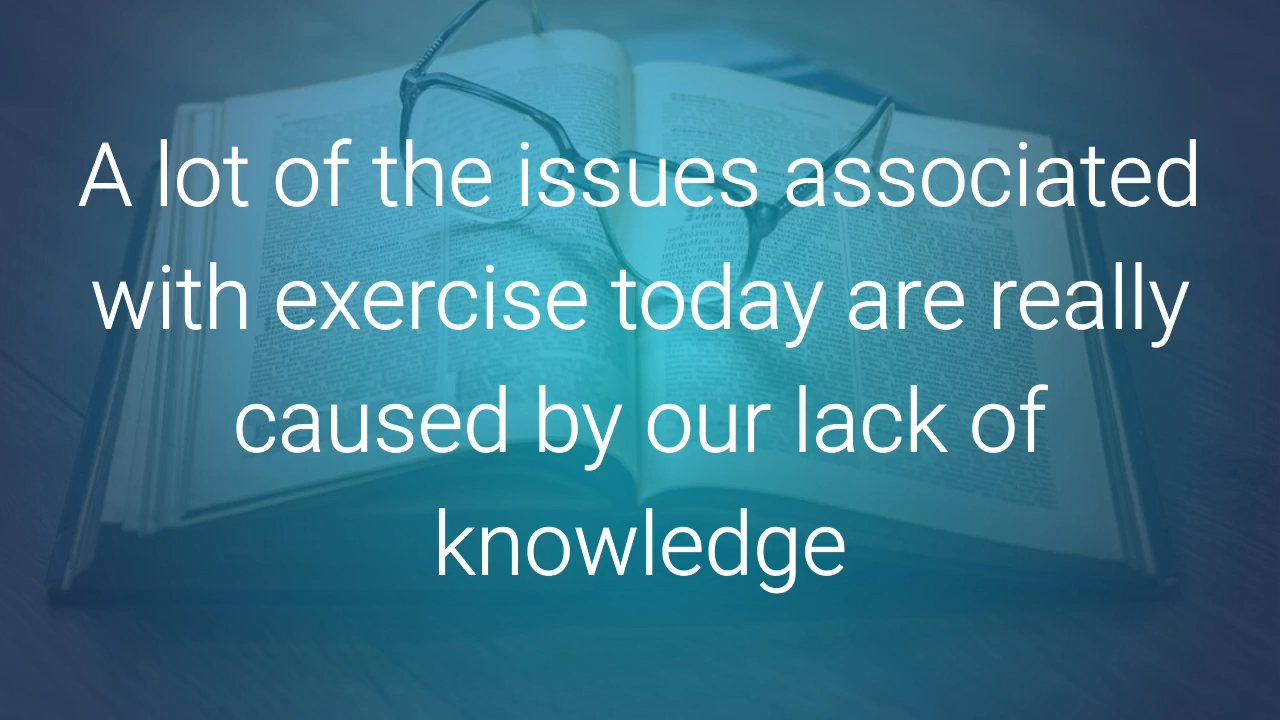 A lot of the issues associated
with exercise today are really
caused by our lack of
knowledge